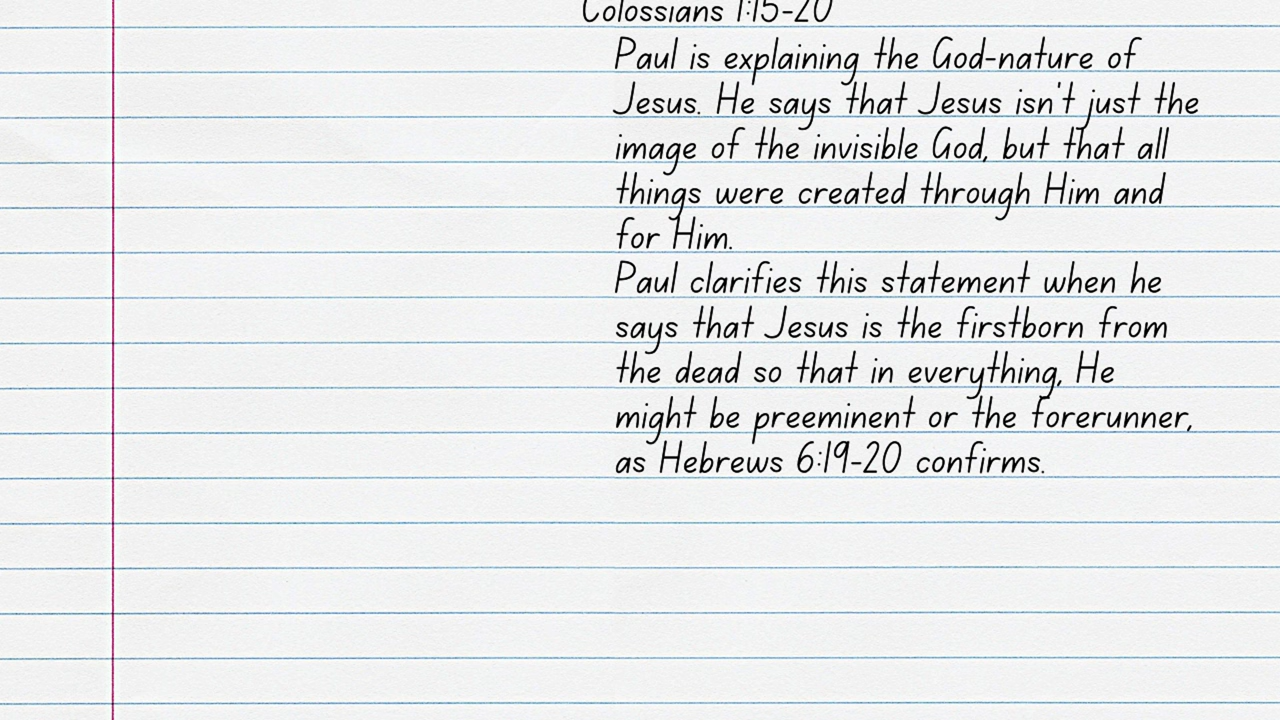 Colossians 1:15-20
Paul is explaining the God-nature of
Jesus. He says that Jesus isn't just the
image of the invisible God, but that all
things were created through Him and
for Him.
Paul clarifies this statement when he
says that Jesus is the firstborn from
the dead so that in everything, He
might be preeminent or the forerunner,
as Hebrews 6:19-20 confirms.